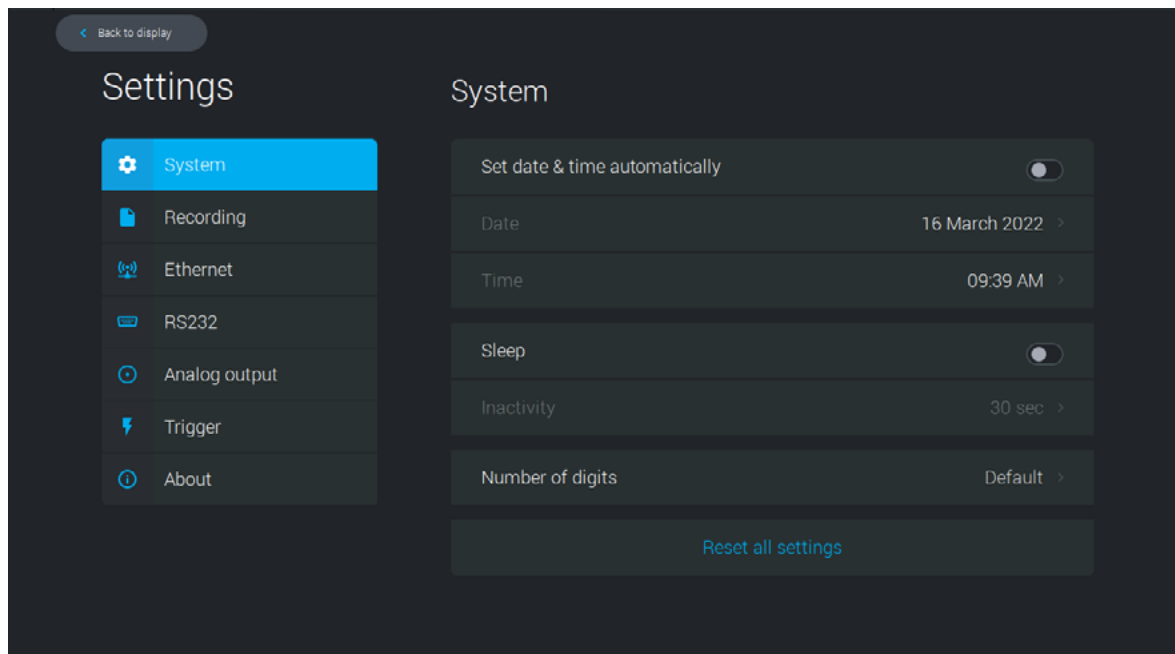 Back to display
Settings
System
Recording
Ethernet
RS232
Analog output
Trigger
About
System
Set date & time automatically
Date 16 March 2022
Time 09:39 AM
Sleep
Inactivity 30 sec
Number of digits Default
Reset all settings